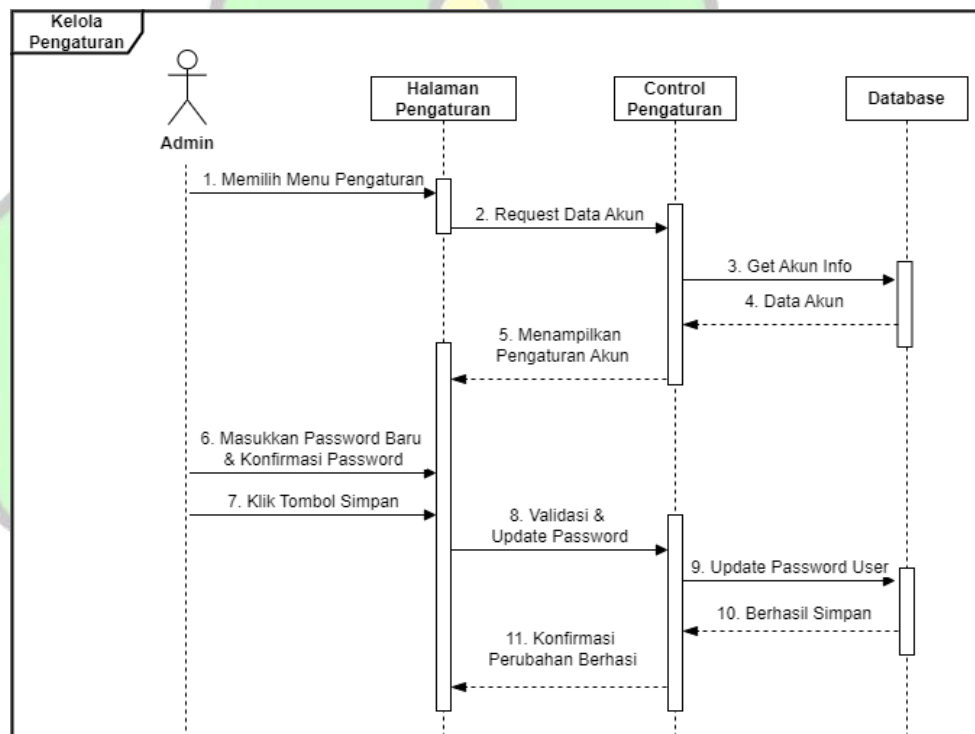 Kelola
Pengaturan
Admin
Halaman
Pengaturan
Control
Pengaturan
Database
1. Memilih Menu Pengaturan
2. Request Data Akun
3. Get Akun Info
4. Data Akun
5. Menampilkan
Pengaturan Akun
6. Masukkan Password Baru
& Konfirmasi Password
7. Klik Tombol Simpan
8. Validasi &
Update Password
9. Update Password User
10. Berhasil Simpan
11. Konfirmasi
Perubahan Berhasi